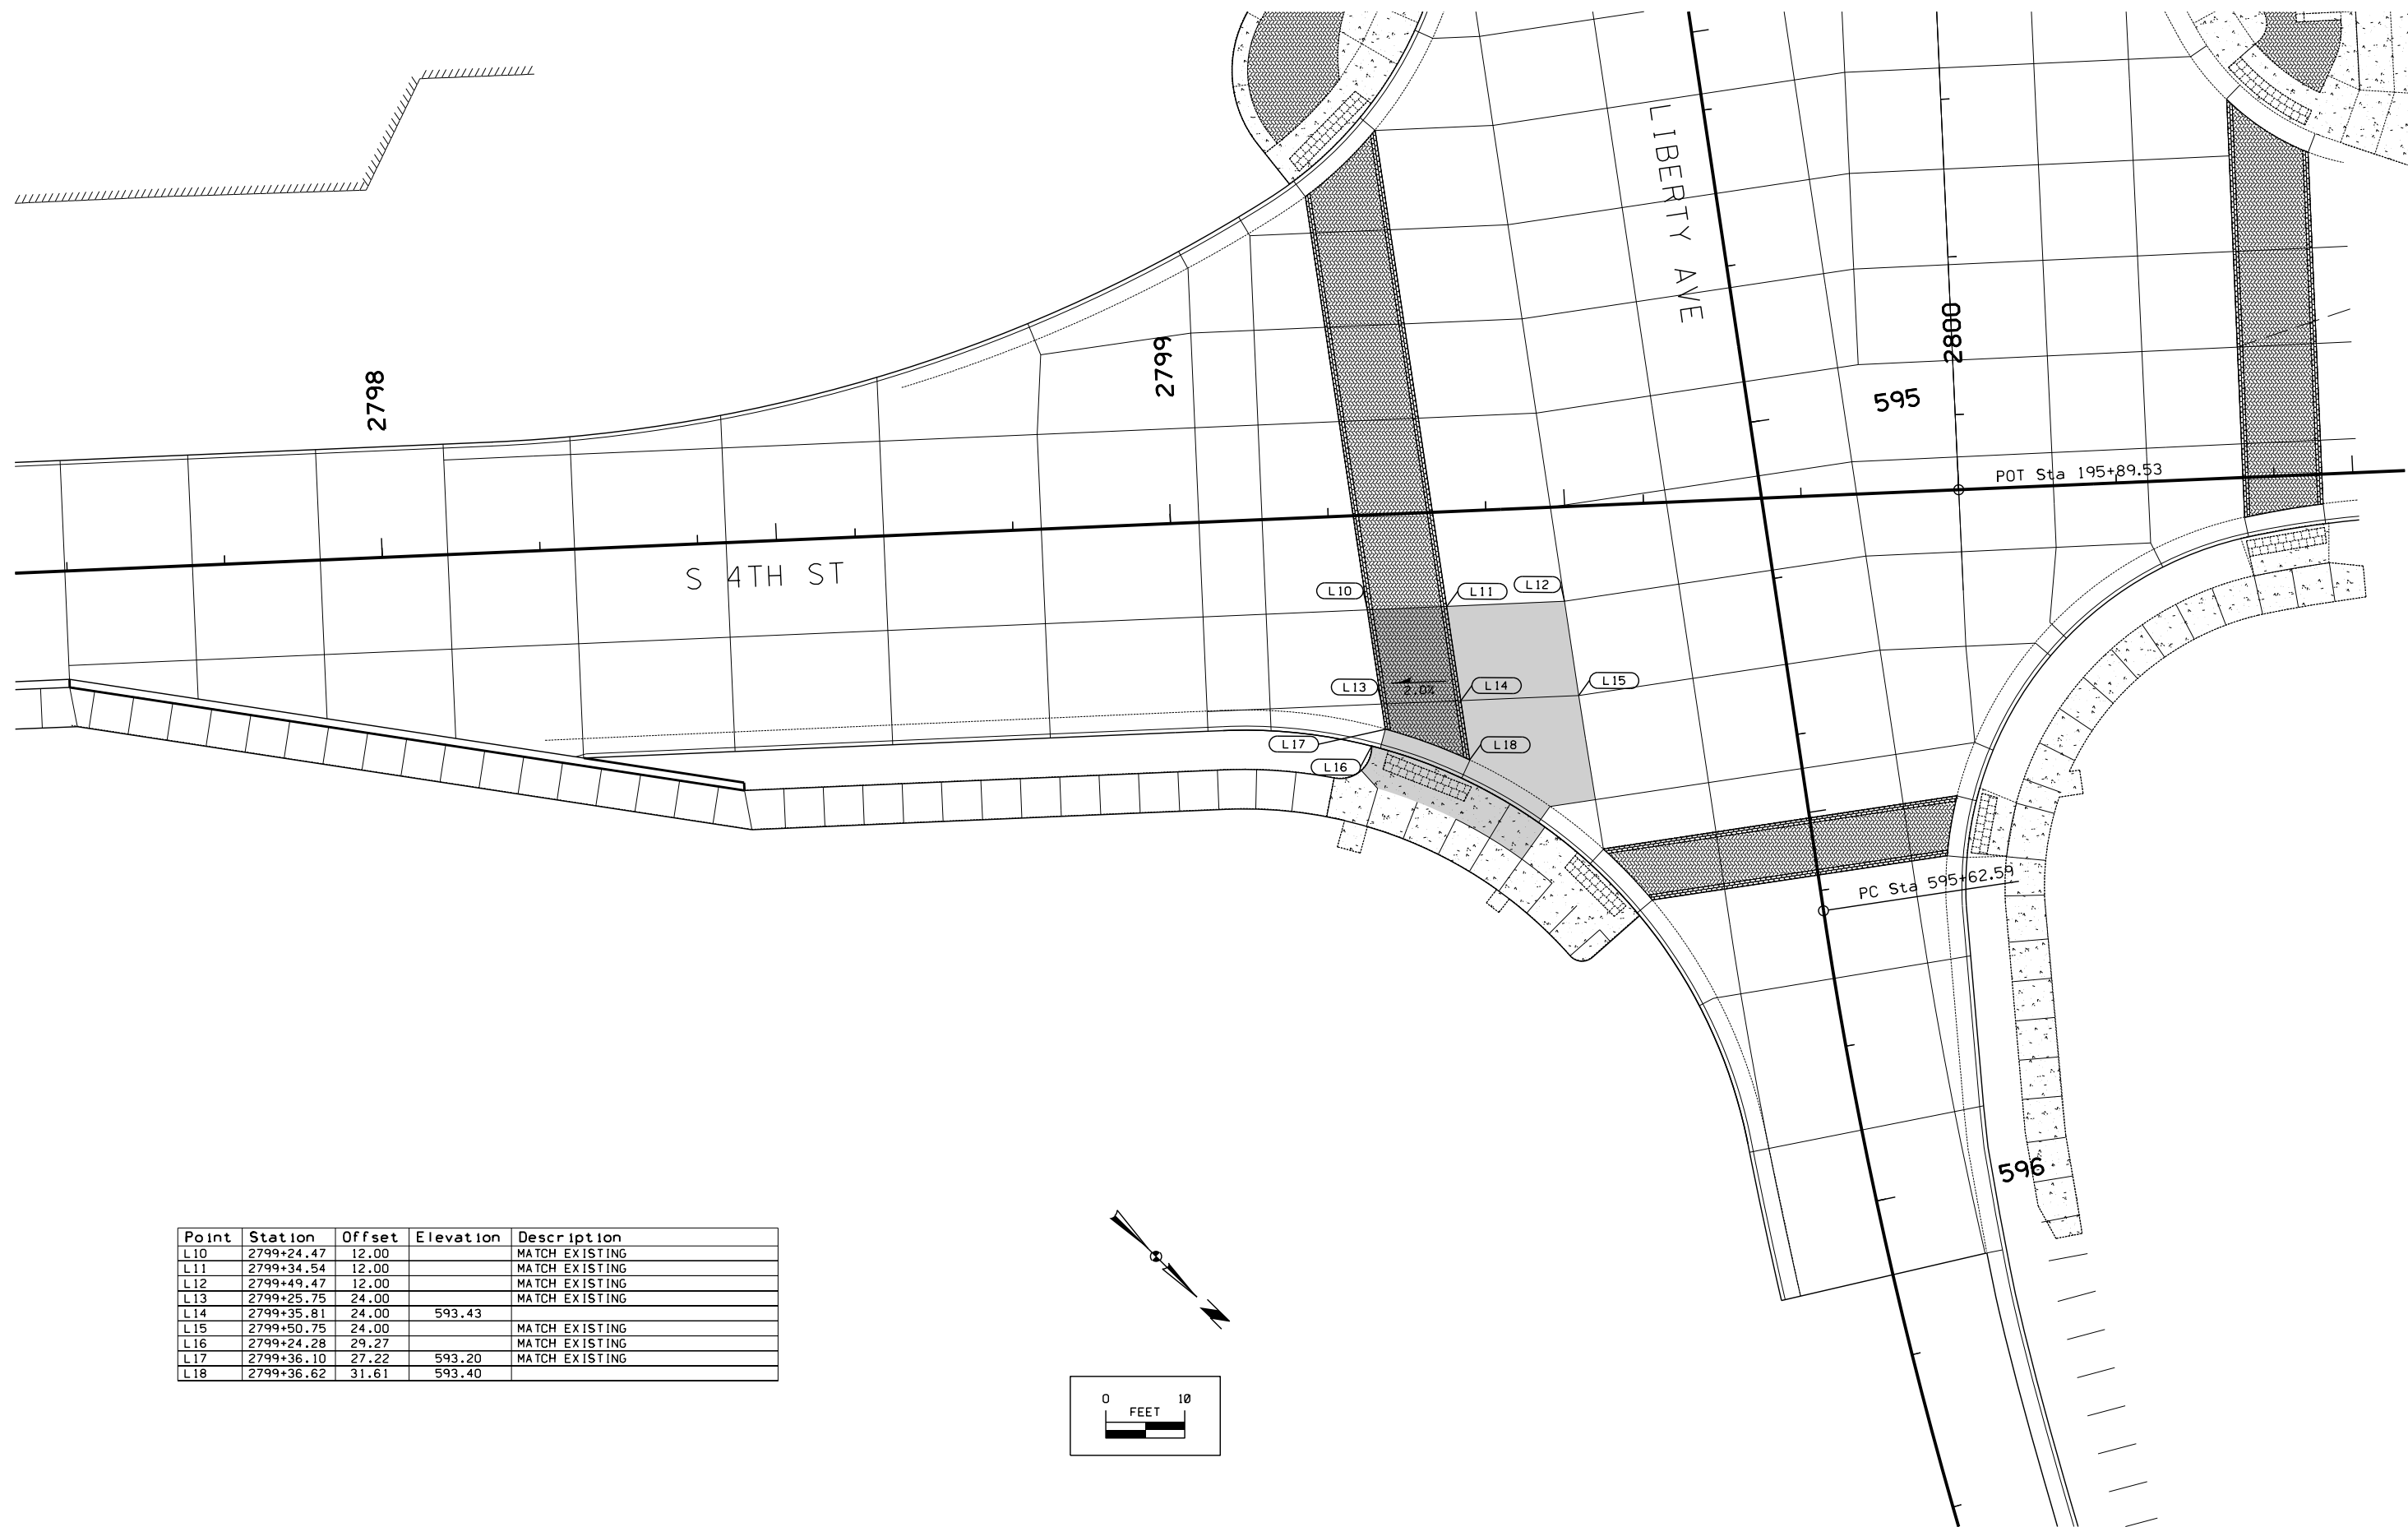 LIBERTY AVE
2798
2799
2800
595
POT Sta 195+89.53
S 4TH ST
L10
L11
L12
L13
2.0%
L14
L15
L17
L18
L16
PC Sta 595+62.59
596
Point Station Offset Elevation Description
L10 2799+24.47 12.00 MATCH EXISTING
L11 2799+34.54 12.00 MATCH EXISTING
L12 2799+49.47 12.00 MATCH EXISTING
L13 2799+25.75 24.00 MATCH EXISTING
L14 2799+35.81 24.00 593.43
L15 2799+50.75 24.00 MATCH EXISTING
L16 2799+24.28 29.27 MATCH EXISTING
L17 2799+36.10 27.22 593.20 MATCH EXISTING
L18 2799+36.62 31.61 593.40
0 10
FEET